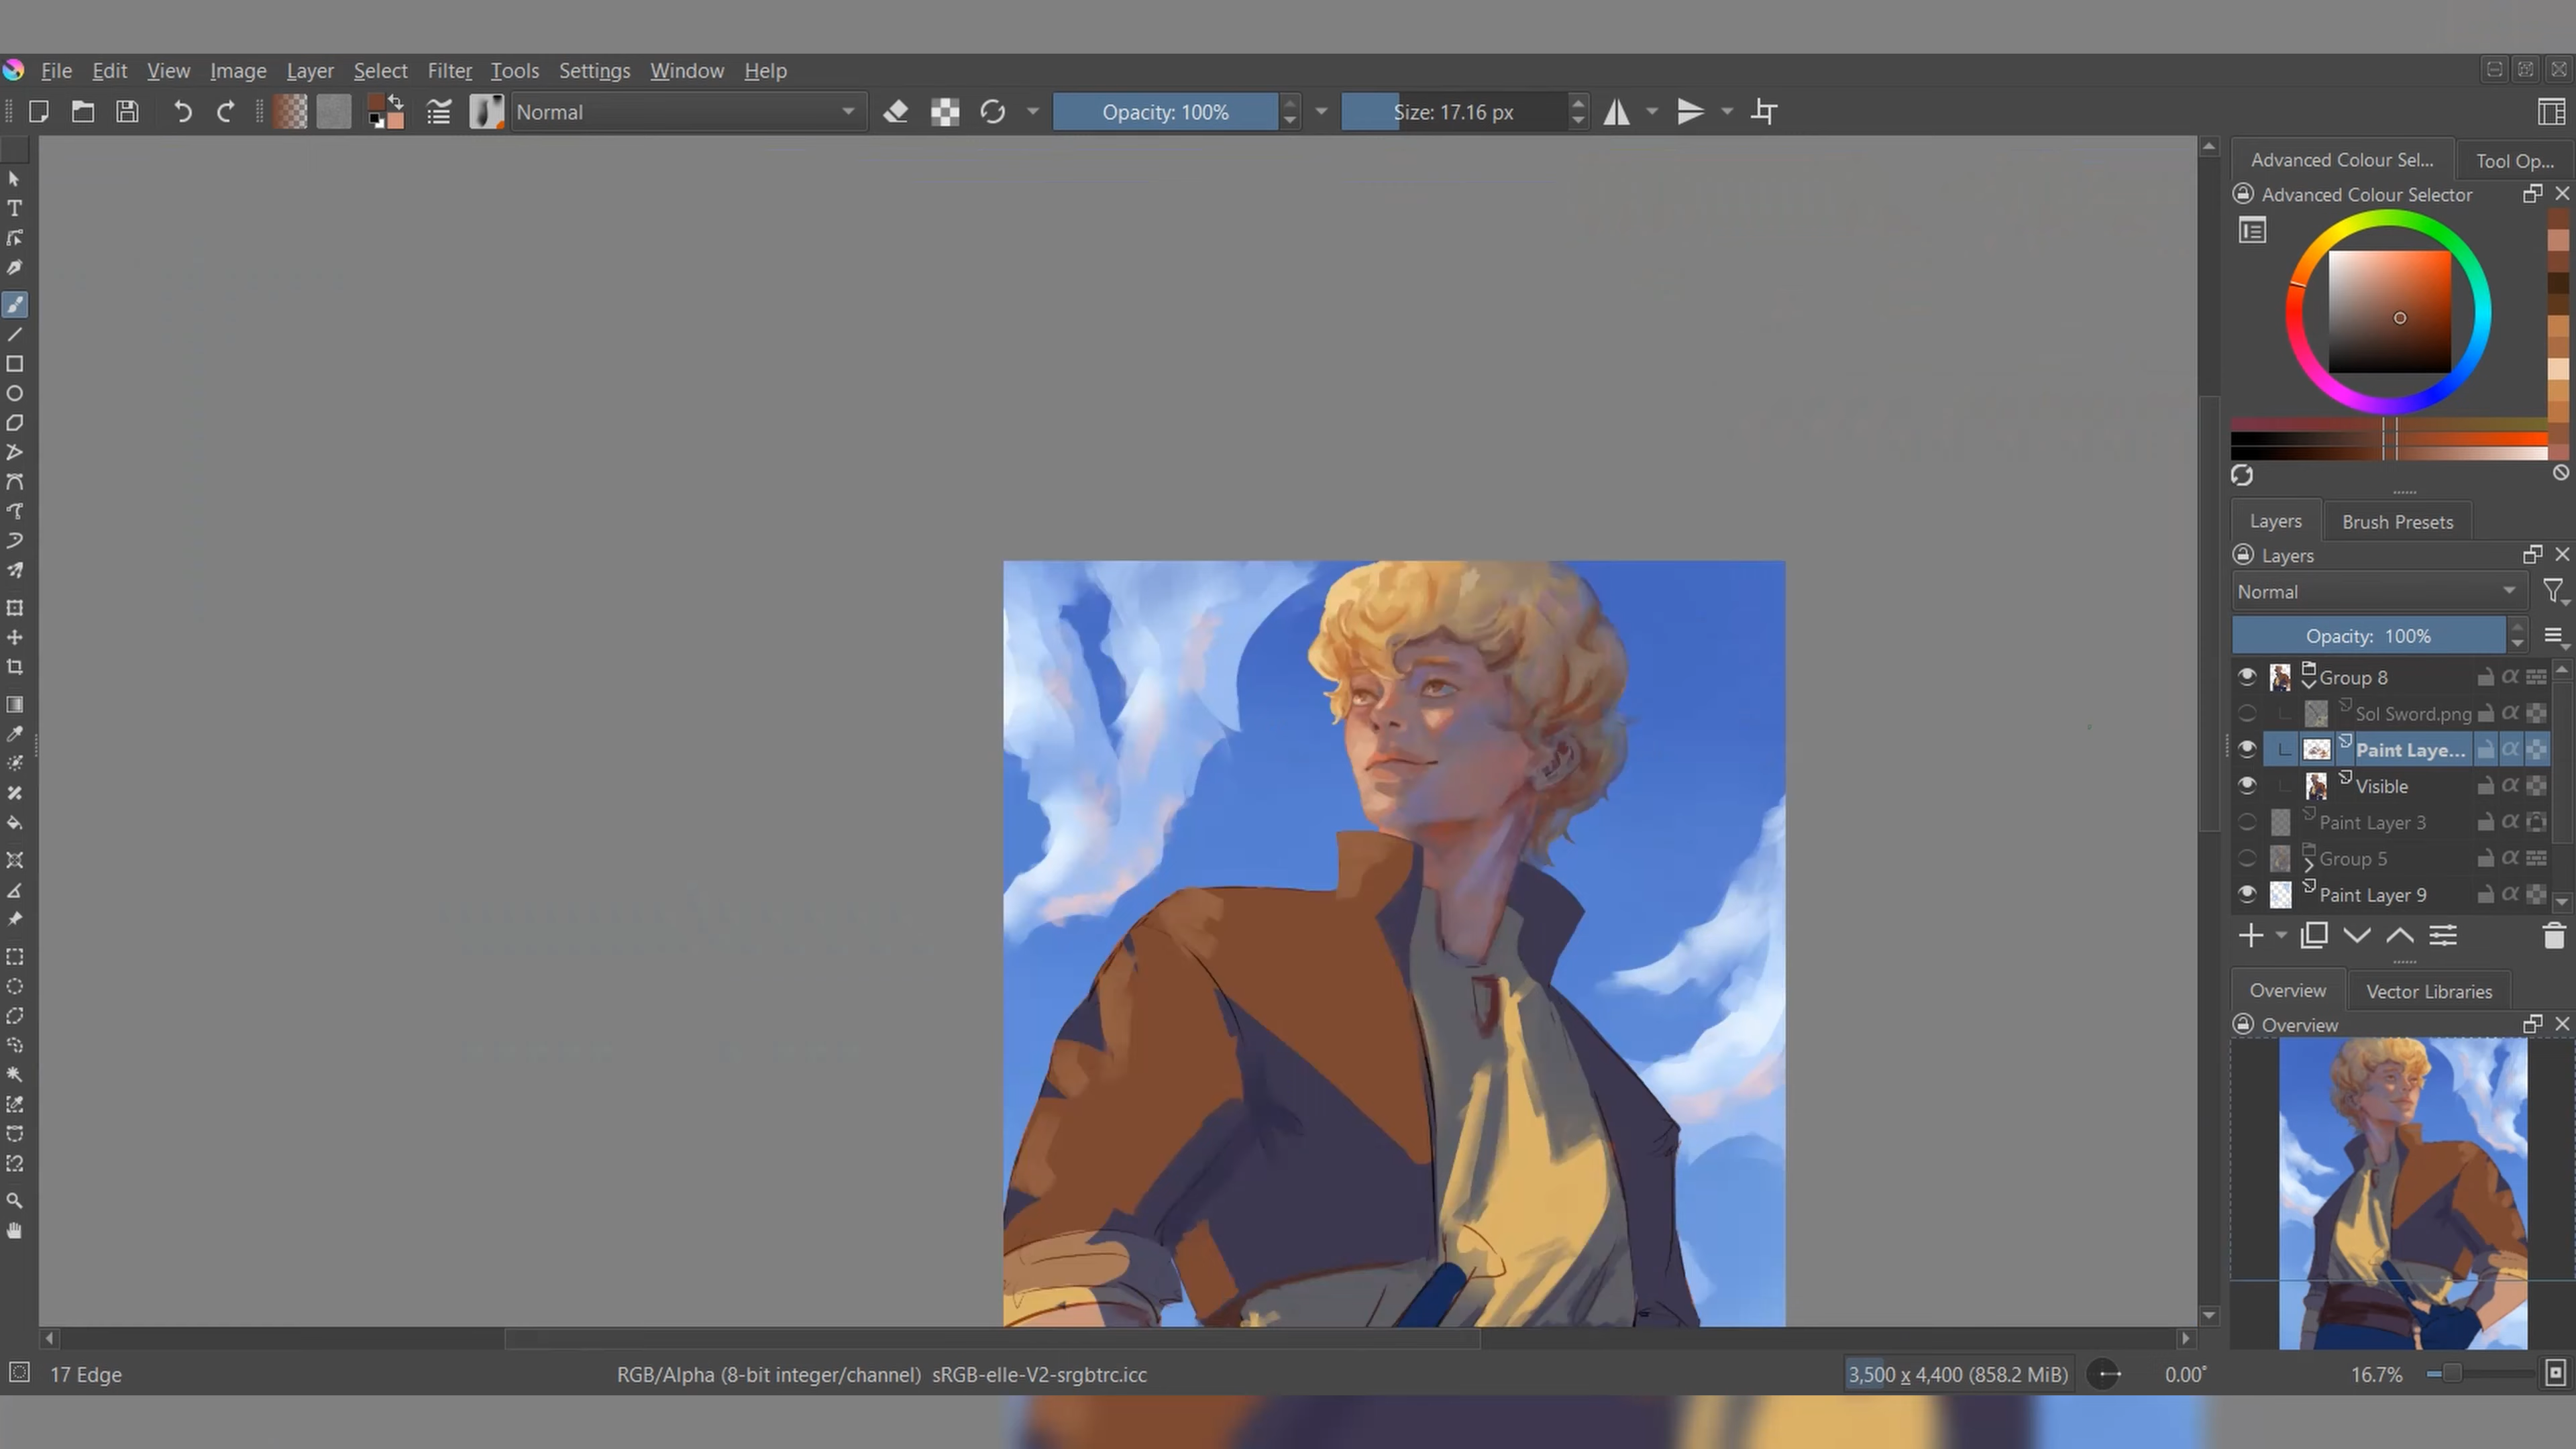 File Edit View Image Layer Select Filter Tools Settings Window Help
Normal Opacity: 100% Size: 17.16 px
Advanced Colour Sel... Tool Op...
Advanced Colour Selector
Layers Brush Presets
Layers
Normal
Opacity: 100%
Group 8
Sol Sword.png
Paint Laye...
Visible
Paint Layer 3
Group 5
Paint Layer 9
Overview Vector Libraries
Overview
17 Edge RGB/Alpha (8-bit integer/channel) sRGB-elle-V2-srgbtrc.icc 3,500 x 4,400 (858.2 MiB) 0.00° 16.7%